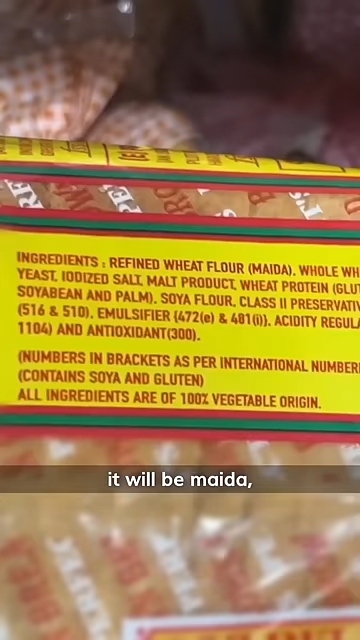 INGREDIENTS : REFINED WHEAT FLOUR (MAIDA), WHOLE WH
YEAST, IODIZED SALT, MALT PRODUCT, WHEAT PROTEIN (GLUT
SOYABEAN AND PALM). SOYA FLOUR, CLASS II PRESERVATIV
(516 & 510), EMULSIFIER {472(e) & 481(i)}, ACIDITY REGULA
1104) AND ANTIOXIDANT(300).
(NUMBERS IN BRACKETS AS PER INTERNATIONAL NUMBER
(CONTAINS SOYA AND GLUTEN)
ALL INGREDIENTS ARE OF 100% VEGETABLE ORIGIN.
it will be maida,